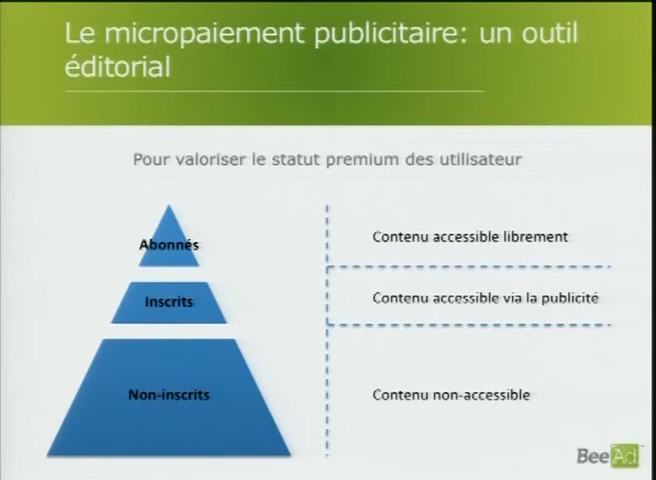 Le micropaiement publicitaire: un outil
éditorial
Pour valoriser le statut premium des utilisateur
Abonnés
Contenu accessible librement
Inscrits
Contenu accessible via la publicité
Non-inscrits
Contenu non-accessible
BeeAd